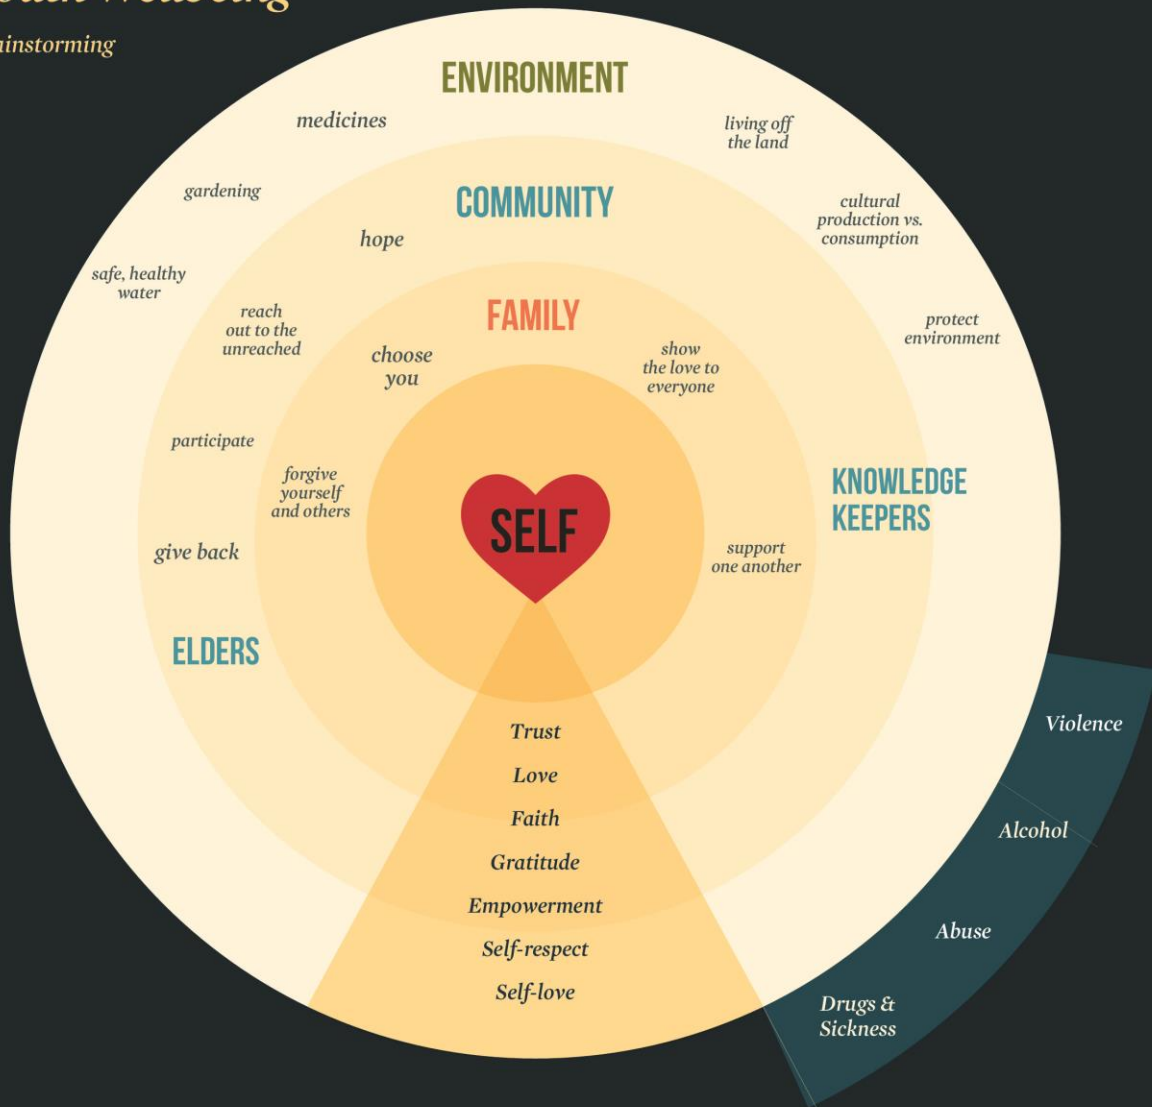 ENVIRONMENT
medicines
living off
the land
gardening
cultural
production vs.
consumption
COMMUNITY
hope
safe, healthy
water
reach
out to the
unreached
FAMILY
protect
environment
choose
you
show
the love to
everyone
participate
forgive
yourself
and others
KNOWLEDGE
KEEPERS
SELF
give back
support
one another
ELDERS
Trust
Love
Faith
Gratitude
Empowerment
Self-respect
Self-love
Violence
Alcohol
Abuse
Drugs &
Sickness